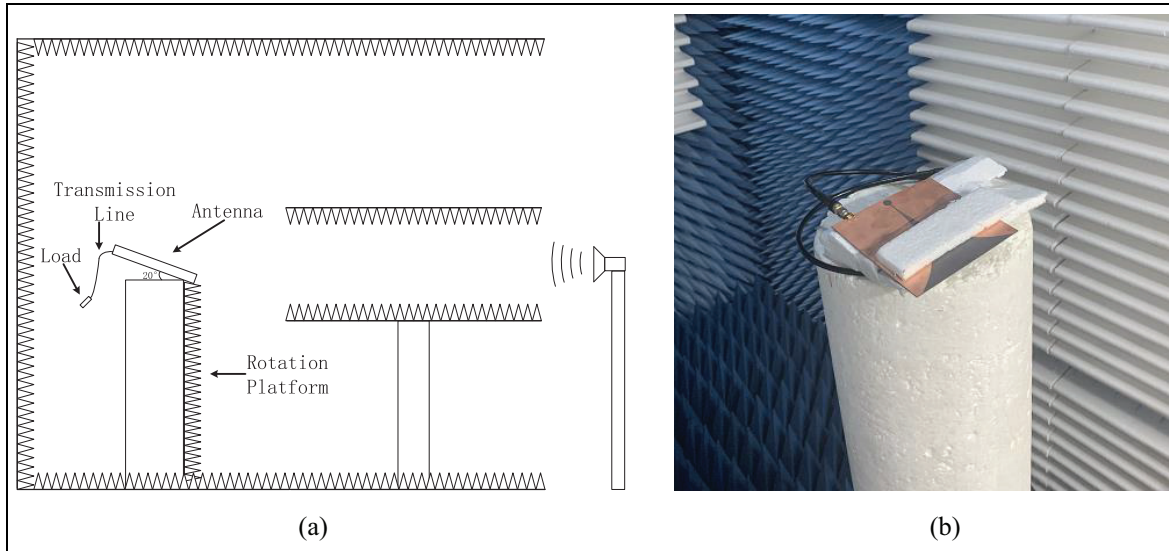 Transmission
Line
Antenna
Load
20°
Rotation
Platform
(a)
(b)